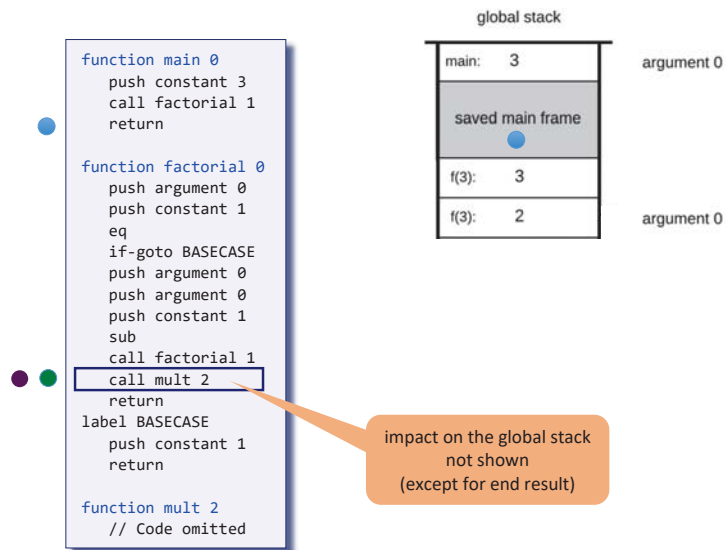 global stack
main: 3 argument 0
saved main frame
f(3): 3
f(3): 2 argument 0
function main 0
push constant 3
call factorial 1
return
function factorial 0
push argument 0
push constant 1
eq
if-goto BASECASE
push argument 0
push argument 0
push constant 1
sub
call factorial 1
call mult 2
return
label BASECASE
push constant 1
return
function mult 2
// Code omitted
impact on the global stack
not shown
(except for end result)